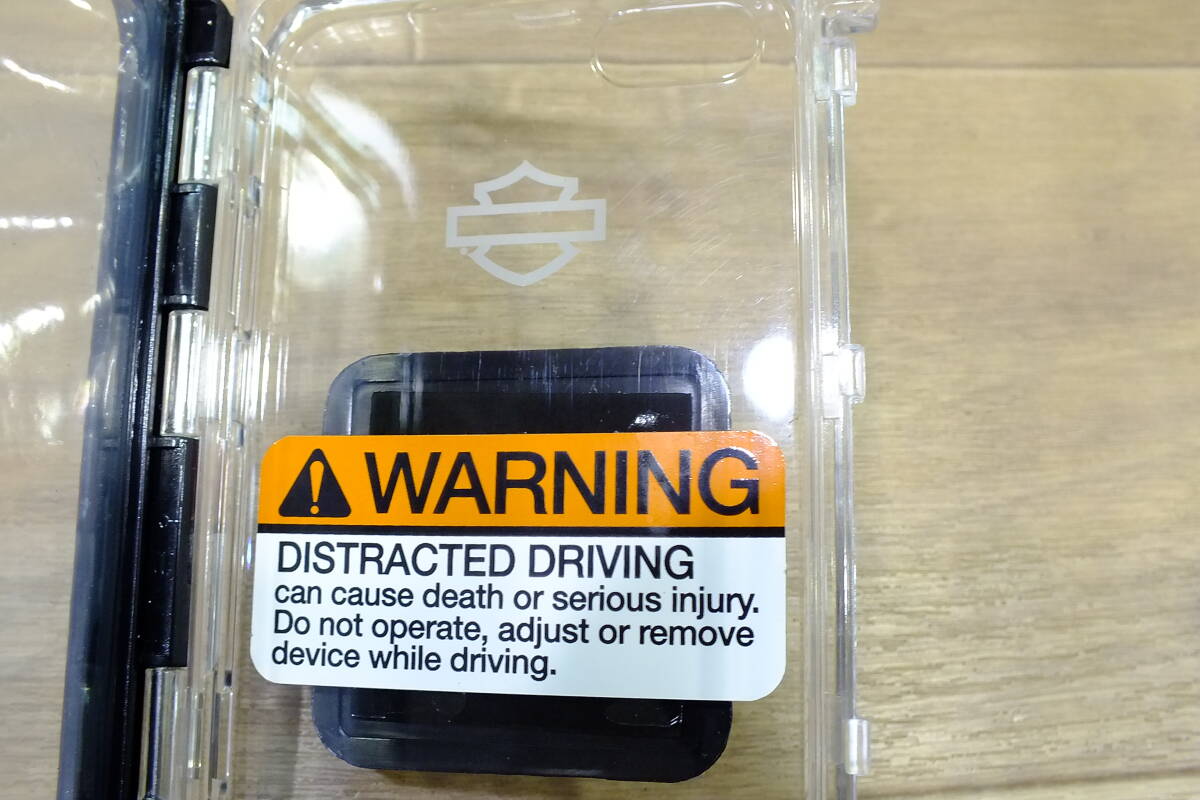 WARNING
DISTRACTED DRIVING
can cause death or serious injury.
Do not operate, adjust or remove
device while driving.